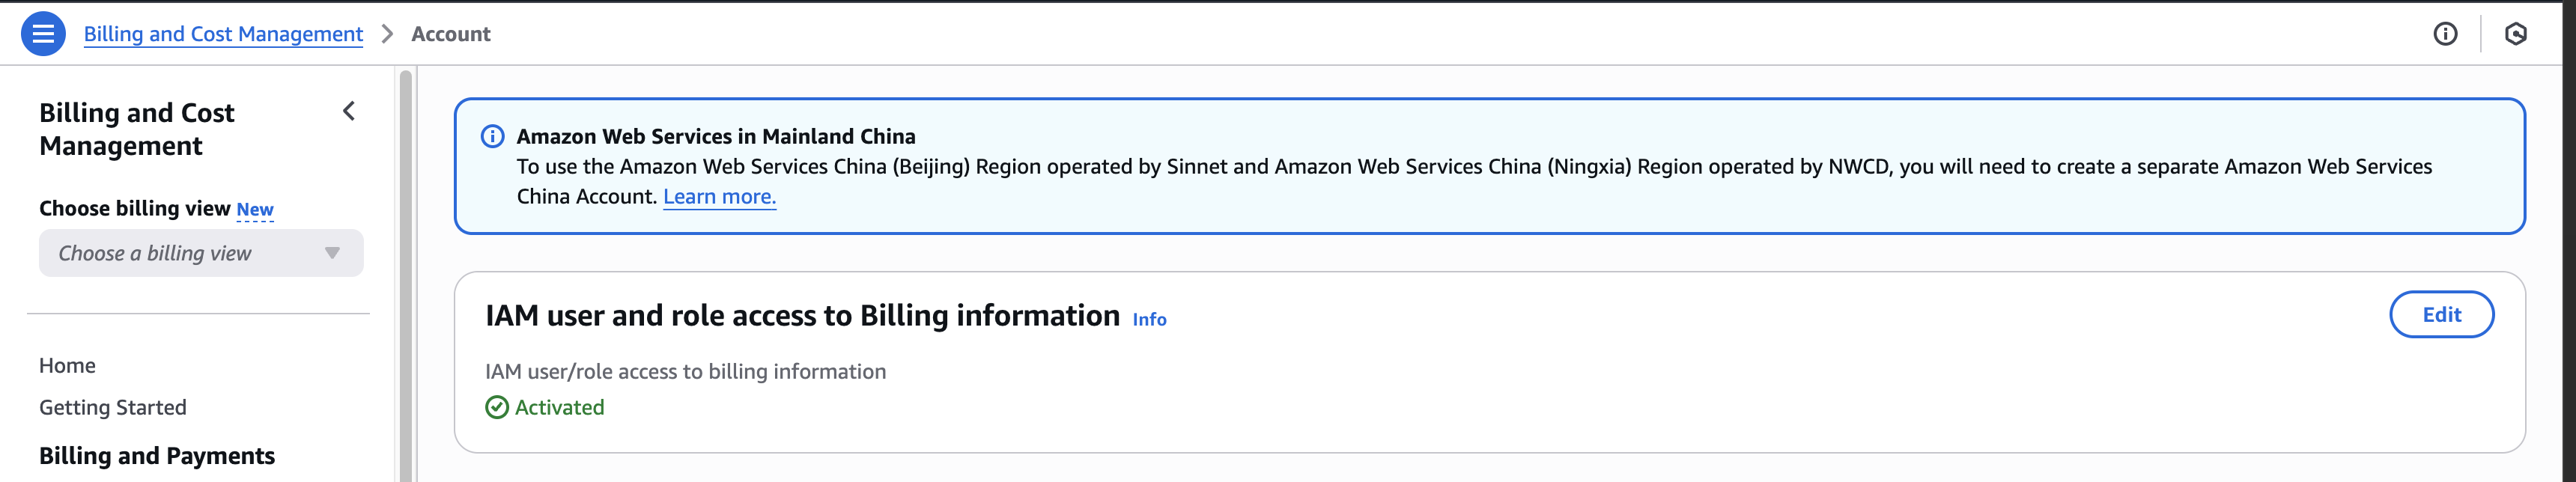 Billing and Cost Management > Account
Billing and Cost
Management
Choose billing view New
Choose a billing view
Home
Getting Started
Billing and Payments
Amazon Web Services in Mainland China
To use the Amazon Web Services China (Beijing) Region operated by Sinnet and Amazon Web Services China (Ningxia) Region operated by NWCD, you will need to create a separate Amazon Web Services
China Account. Learn more.
IAM user and role access to Billing information Info
Edit
IAM user/role access to billing information
Activated